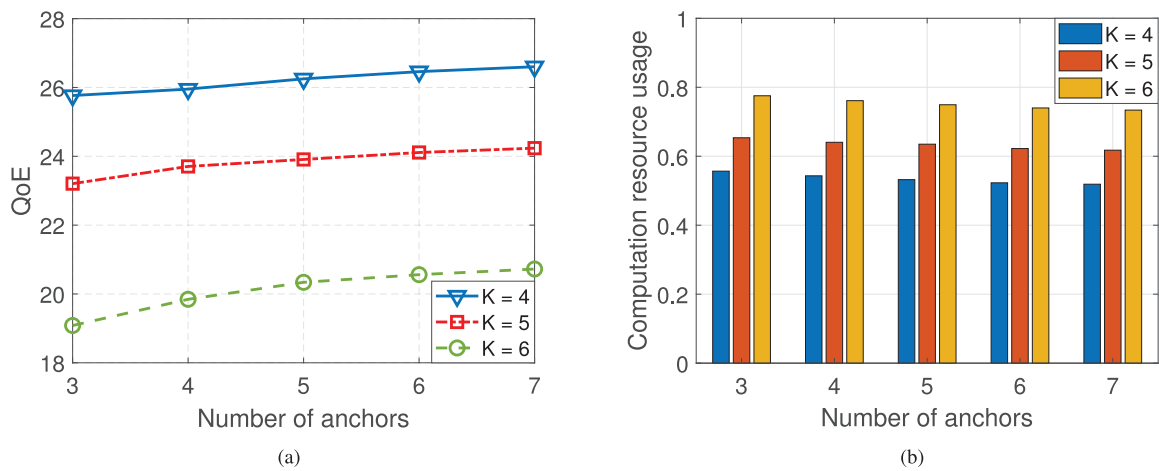 28
26
24
22
20
18
QoE
K = 4
K = 5
K = 6
3 4 5 6 7
Number of anchors
(a)
1
0.8
0.6
0.4
0.2
0
Computation resource usage
K = 4
K = 5
K = 6
3 4 5 6 7
Number of anchors
(b)